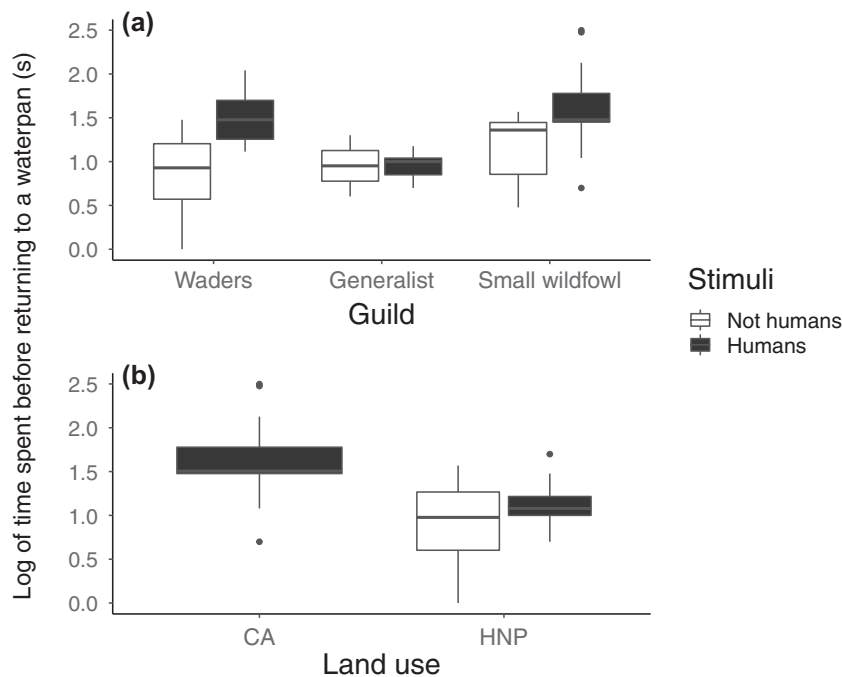 Log of time spent before returning to a waterpan (s)
(a)
2.5
2.0
1.5
1.0
0.5
0.0
Waders Generalist Small wildfowl
Guild
(b)
2.5
2.0
1.5
1.0
0.5
0.0
CA HNP
Land use
Stimuli
Not humans
Humans